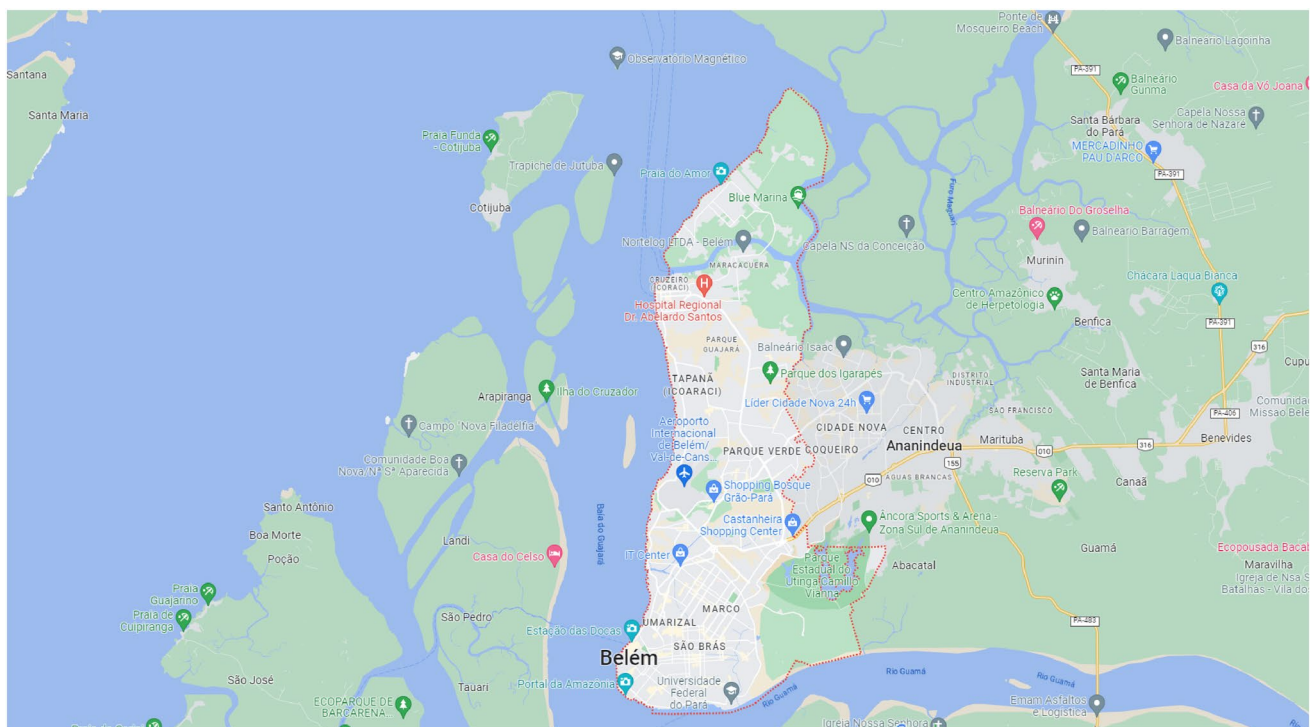 Ponte de
Mosqueiro Beach
Balneário Lagoinha
Observatório Magnético
PA-391
Santana
Balneário
Gunma
Casa da Vó Joana
Santa Maria
Santa Bárbara
do Pará
Capela Nossa
Senhora de Nazaré
Praia Funda
- Cotijuba
MERCADINHO
PAU D'ARCO
Trapiche de Jutuba
Praia do Amor
PA-391
Blue Marina
Furo Maguari
Cotijuba
Balneário Do Groselha
Capela NS da Conceição
Balneário Barragem
Nortelog LTDA - Belém
MARACACUERA
Murinin
CRUZEIRO
(ICORACI)
Chácara Làqua Bianca
Hospital Regional
Dr. Abelardo Santos
Centro Amazônico
de Herpetologia
Benfica
PA-391
PARQUE
GUAJARÁ
Balneário Isaac
316
Cupu
Parque dos Igarapés
DISTRITO
INDUSTRIAL
Santa Maria
de Benfica
TAPANÃ
(ICOARACI)
Ilha do Cruzador
Arapiranga
Líder Cidade Nova 24h
SÃO FRANCISCO
Comunidade
Missao Belé
PA-406
Campo 'Nova Filadelfia
Aeroporto
Internacional
de Belém/
Val-de-Cans...
CIDADE NOVA
CENTRO
Ananindeua
Marituba
010
316
Benevides
PARQUE VERDE
COQUEIRO
Comunidade Boa
Nova/Nª Sª Aparecida
155
010
ÁGUAS BRANCAS
Reserva Park
Canaã
Shopping Bosque
Grão-Pará
Santo Antônio
Castanheira
Shopping Center
Âncora Sports & Arena -
Zona Sul de Ananindeua
Baía do Guajará
Boa Morte
Landi
Poção
Casa do Celso
IT Center
Guamá
Ecopousada Bacab
Parque
Estadual do
Utinga Camillo
Vianna
Abacatal
Maravilha
Igreja de Nsa S
Batalhas - Vila do
Praia
Guajarino
Praia de
Cuipiranga
São Pedro
MARCO
UMARIZAL
Estação das Docas
PA-483
SÃO BRÁS
Belém
Rio Guamá
Rio Guamá
São José
Tauari
Portal da Amazônia
Universidade
Federal
do Pará
Rio Guamá
ECOPARQUE DE
BARCARENA...
Emam Asfaltos
e Logística
Igreja Nossa Senhora